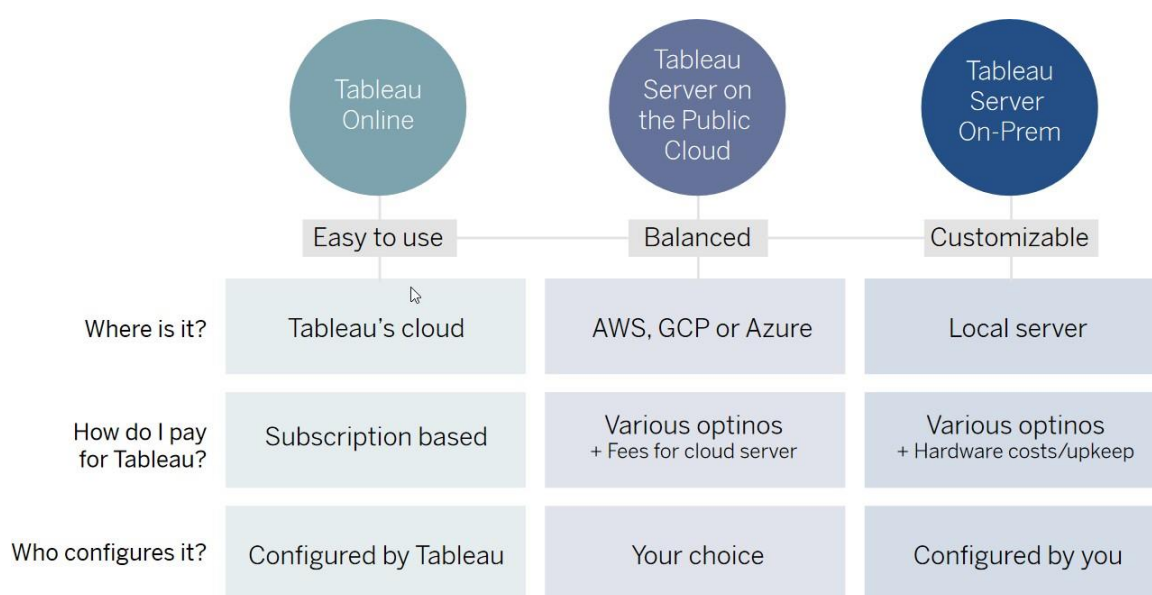 Tableau
Online
Tableau
Server on
the Public
Cloud
Tableau
Server
On-Prem
Easy to use
Balanced
Customizable
Where is it?
Tableau's cloud
AWS, GCP or Azure
Local server
How do I pay
for Tableau?
Subscription based
Various optinos
+ Fees for cloud server
Various optinos
+ Hardware costs/upkeep
Who configures it?
Configured by Tableau
Your choice
Configured by you